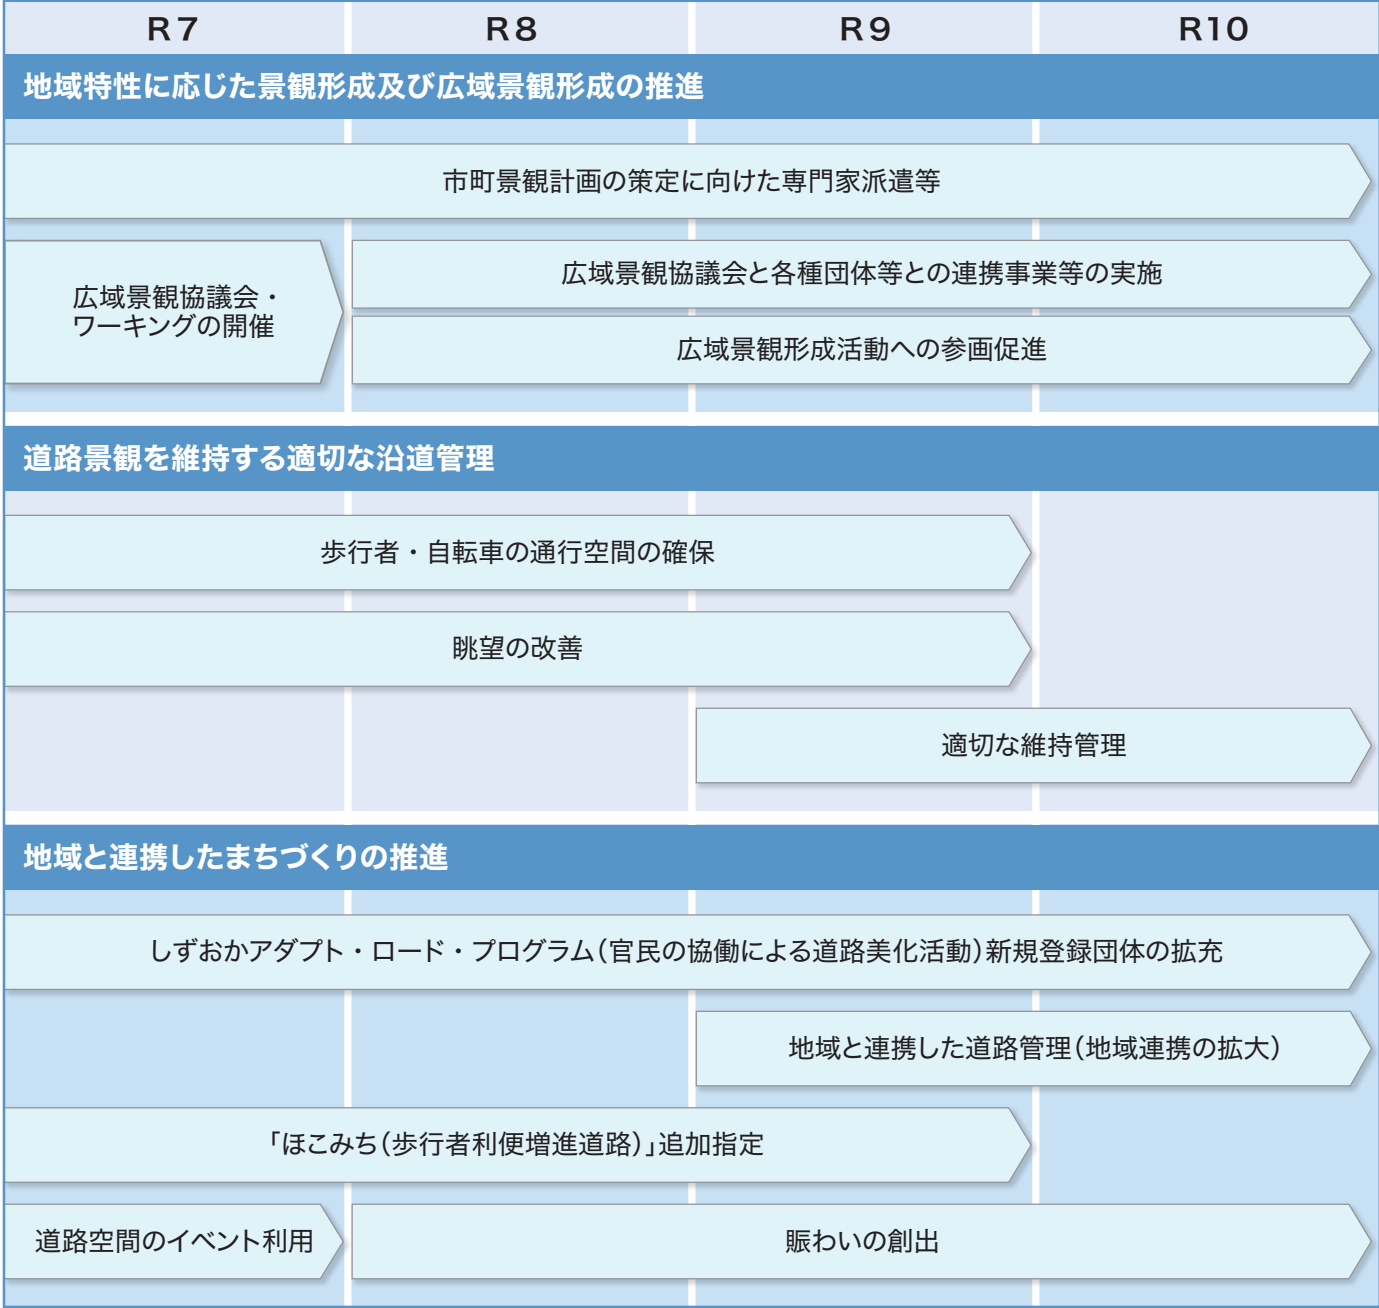 R7
R8
R9
R10
地域特性に応じた景観形成及び広域景観形成の推進
市町景観計画の策定に向けた専門家派遣等
広域景観協議会・
ワーキングの開催
広域景観協議会と各種団体等との連携事業等の実施
広域景観形成活動への参画促進
道路景観を維持する適切な沿道管理
歩行者・自転車の通行空間の確保
眺望の改善
適切な維持管理
地域と連携したまちづくりの推進
しずおかアダプト・ロード・プログラム(官民の協働による道路美化活動)新規登録団体の拡充
地域と連携した道路管理(地域連携の拡大)
「ほこみち(歩行者利便増進道路)」追加指定
道路空間のイベント利用
賑わいの創出